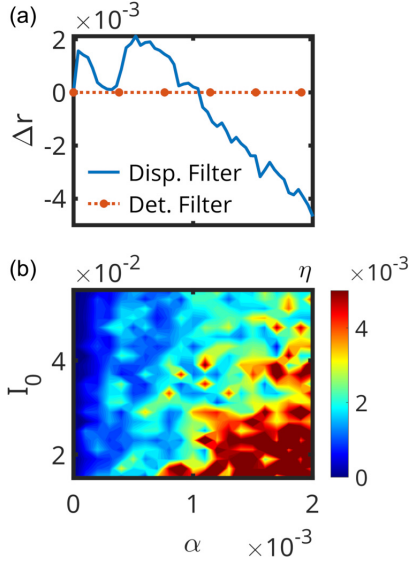 (a)
×10⁻³
2
0
-2
-4
Δr
Disp. Filter
Det. Filter
(b)
×10⁻²
η
×10⁻³
4
2
I₀
4
2
0
0
1
2
α
×10⁻³